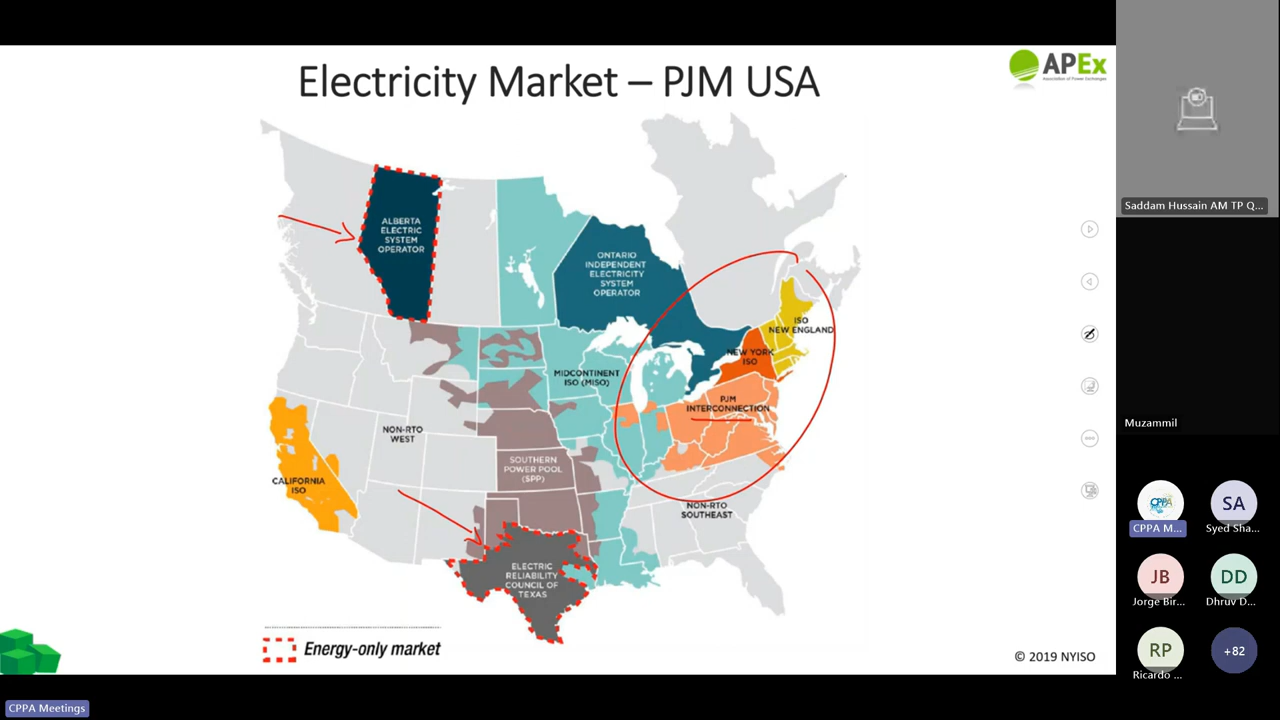 Electricity Market – PJM USA
APEx
Association of Power Exchanges
ALBERTA
ELECTRIC
SYSTEM
OPERATOR
ONTARIO
INDEPENDENT
ELECTRICITY
SYSTEM
OPERATOR
ISO
NEW ENGLAND
NEW YORK
ISO
MIDCONTINENT
ISO (MISO)
PJM
INTERCONNECTION
NON-RTO
WEST
SOUTHERN
POWER POOL
(SPP)
CALIFORNIA
ISO
NON-RTO
SOUTHEAST
ELECTRIC
RELIABILITY
COUNCIL OF
TEXAS
Energy-only market
© 2019 NYISO
CPPA Meetings
Saddam Hussain AM TP Q...
Muzammil
CPPA
SA
CPPA M...
Syed Sha...
JB
DD
Jorge Bir...
Dhruv D...
RP
+82
Ricardo ...